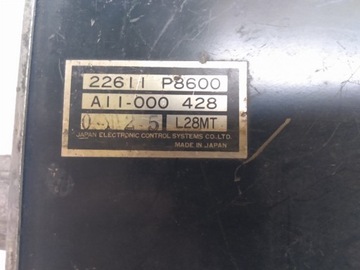 22611 P8600
A11-000 428
L28MT
JAPAN ELECTRONIC CONTROL SYSTEMS CO.,LTD.
MADE IN JAPAN